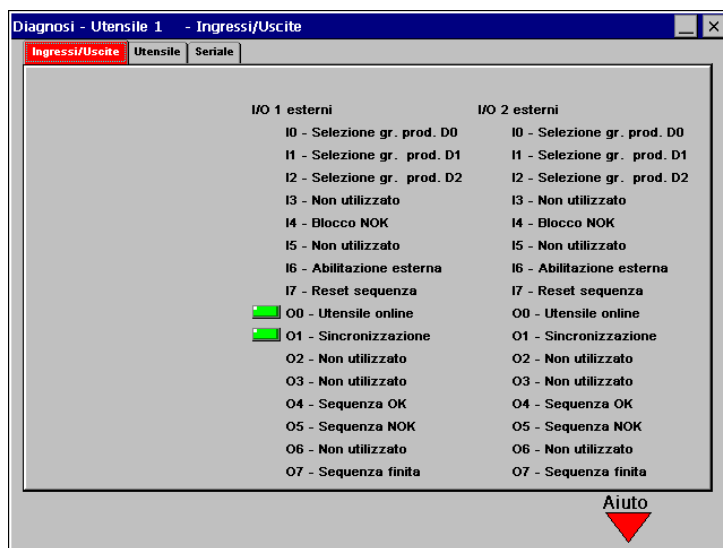 Diagnosi - Utensile 1 - Ingressi/Uscite
Ingressi/Uscite Utensile Seriale
I/O 1 esterni
I0 - Selezione gr. prod. D0
I1 - Selezione gr. prod. D1
I2 - Selezione gr. prod. D2
I3 - Non utilizzato
I4 - Blocco NOK
I5 - Non utilizzato
I6 - Abilitazione esterna
I7 - Reset sequenza
O0 - Utensile online
O1 - Sincronizzazione
O2 - Non utilizzato
O3 - Non utilizzato
O4 - Sequenza OK
O5 - Sequenza NOK
O6 - Non utilizzato
O7 - Sequenza finita
I/O 2 esterni
I0 - Selezione gr. prod. D0
I1 - Selezione gr. prod. D1
I2 - Selezione gr. prod. D2
I3 - Non utilizzato
I4 - Blocco NOK
I5 - Non utilizzato
I6 - Abilitazione esterna
I7 - Reset sequenza
O0 - Utensile online
O1 - Sincronizzazione
O2 - Non utilizzato
O3 - Non utilizzato
O4 - Sequenza OK
O5 - Sequenza NOK
O6 - Non utilizzato
O7 - Sequenza finita
Aiuto